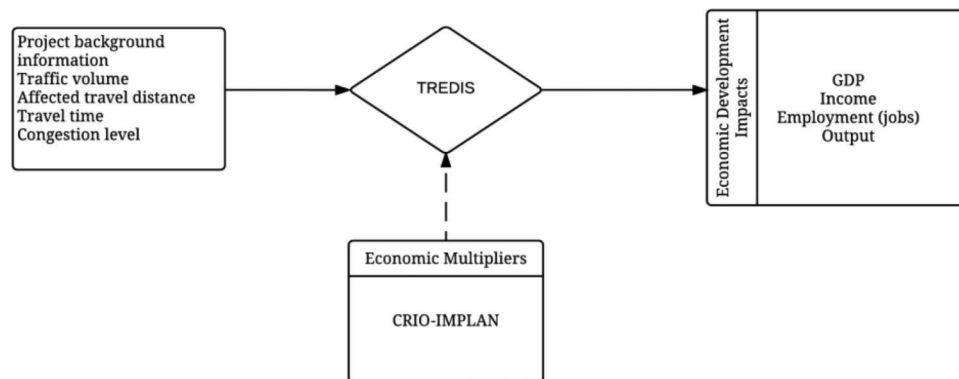 Project background
information
Traffic volume
Affected travel distance
Travel time
Congestion level
TREDIS
Economic Development
Impacts
GDP
Income
Employment (jobs)
Output
Economic Multipliers
CRIO-IMPLAN